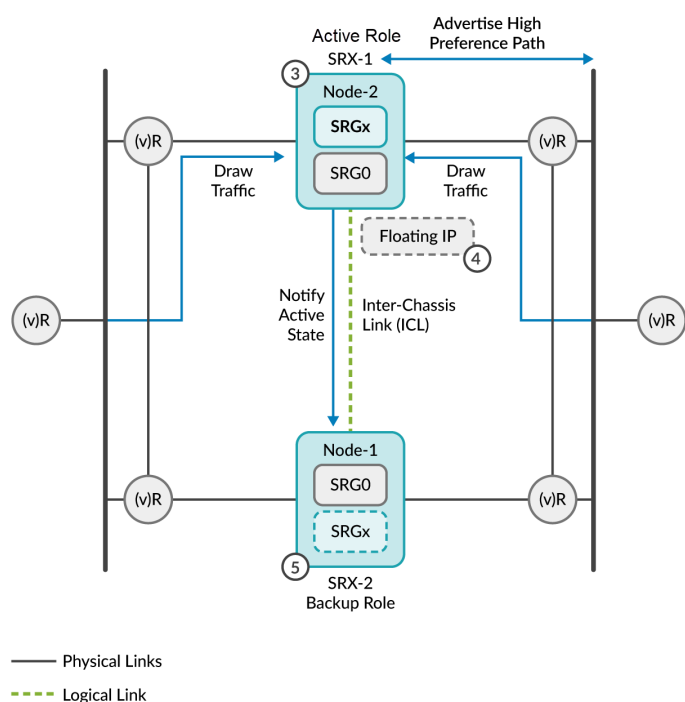 Active Role
SRX-1
Advertise High
Preference Path
3
Node-2
SRGx
SRG0
(v)R
(v)R
Draw
Traffic
Draw
Traffic
Floating IP
4
Notify
Active
State
Inter-Chassis
Link (ICL)
(v)R
(v)R
Node-1
SRG0
SRGx
(v)R
(v)R
5
SRX-2
Backup Role
Physical Links
Logical Link